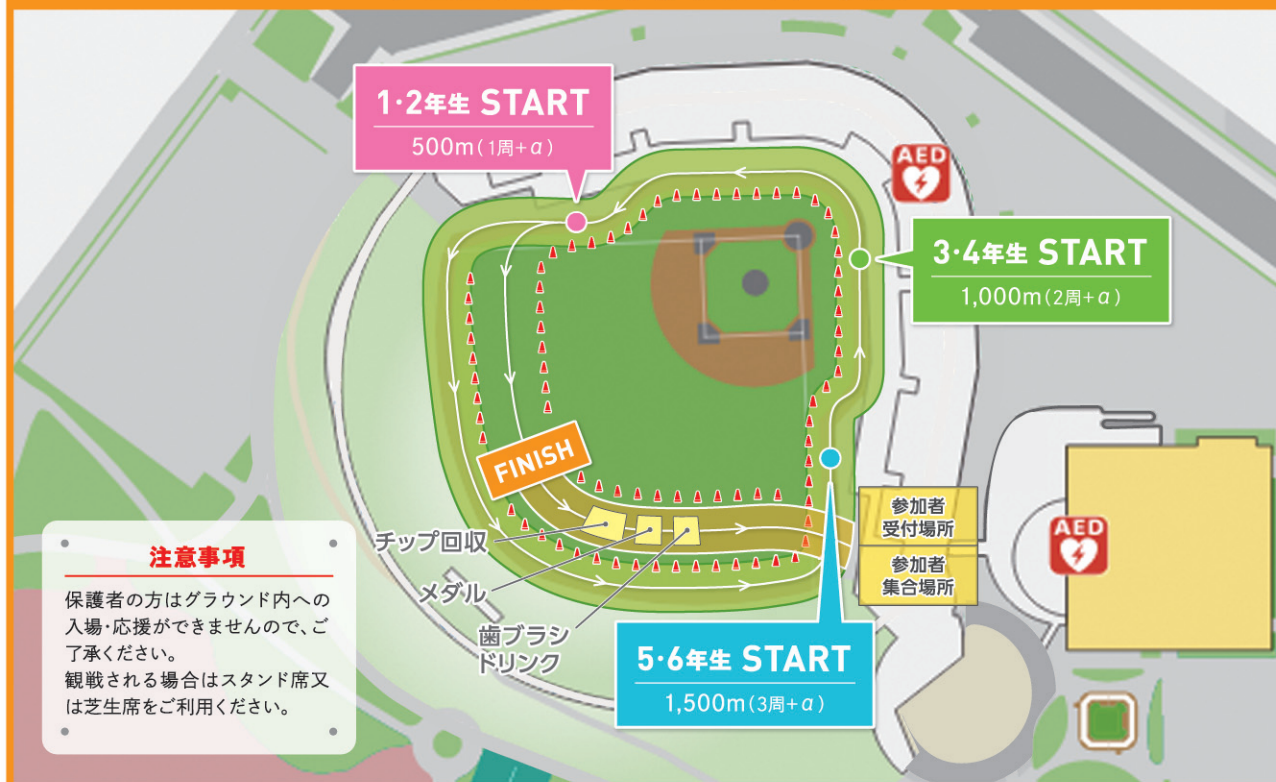 1·2年生 START
500m(1周+α)
AED
3·4年生 START
1,000m(2周+α)
FINISH
参加者
受付場所
参加者
集合場所
AED
チップ回収
メダル
歯ブラシ
ドリンク
5·6年生 START
1,500m(3周+α)
注意事項
保護者の方はグラウンド内への
入場・応援ができませんので、ご
了承ください。
観戦される場合はスタンド席又
は芝生席をご利用ください。